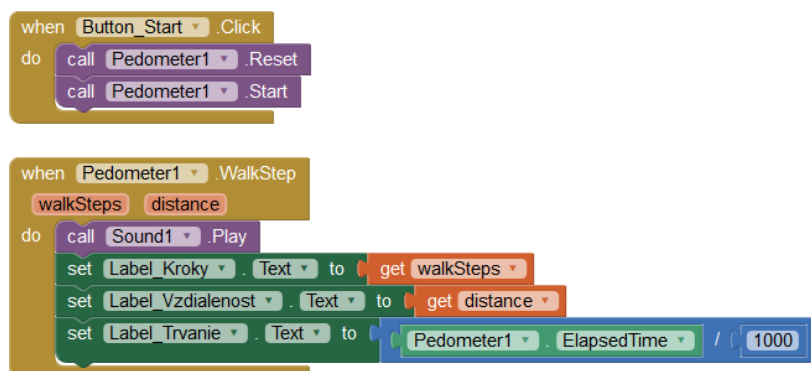 when Button_Start .Click
do call Pedometer1 .Reset
call Pedometer1 .Start
when Pedometer1 .WalkStep
walkSteps distance
do call Sound1 .Play
set Label_Kroky . Text to get walkSteps
set Label_Vzdialenost . Text to get distance
set Label_Trvanie . Text to Pedometer1 . ElapsedTime / 1000